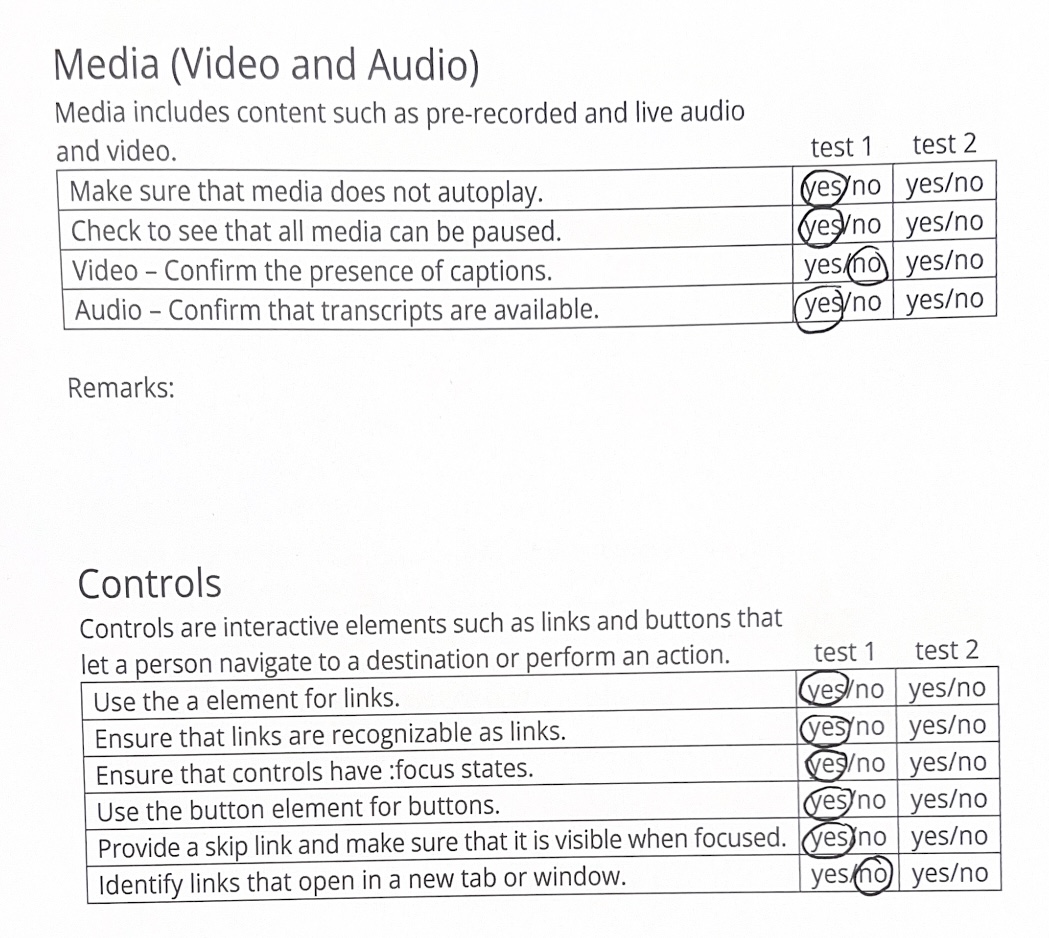 Media (Video and Audio)
Media includes content such as pre-recorded and live audio
and video. test 1 test 2
Make sure that media does not autoplay. yes/no yes/no
Check to see that all media can be paused. yes/no yes/no
Video – Confirm the presence of captions. yes/no yes/no
Audio – Confirm that transcripts are available. yes/no yes/no
Remarks:
Controls
Controls are interactive elements such as links and buttons that
let a person navigate to a destination or perform an action. test 1 test 2
Use the a element for links. yes/no yes/no
Ensure that links are recognizable as links. yes/no yes/no
Ensure that controls have :focus states. yes/no yes/no
Use the button element for buttons. yes/no yes/no
Provide a skip link and make sure that it is visible when focused. yes/no yes/no
Identify links that open in a new tab or window. yes/no yes/no